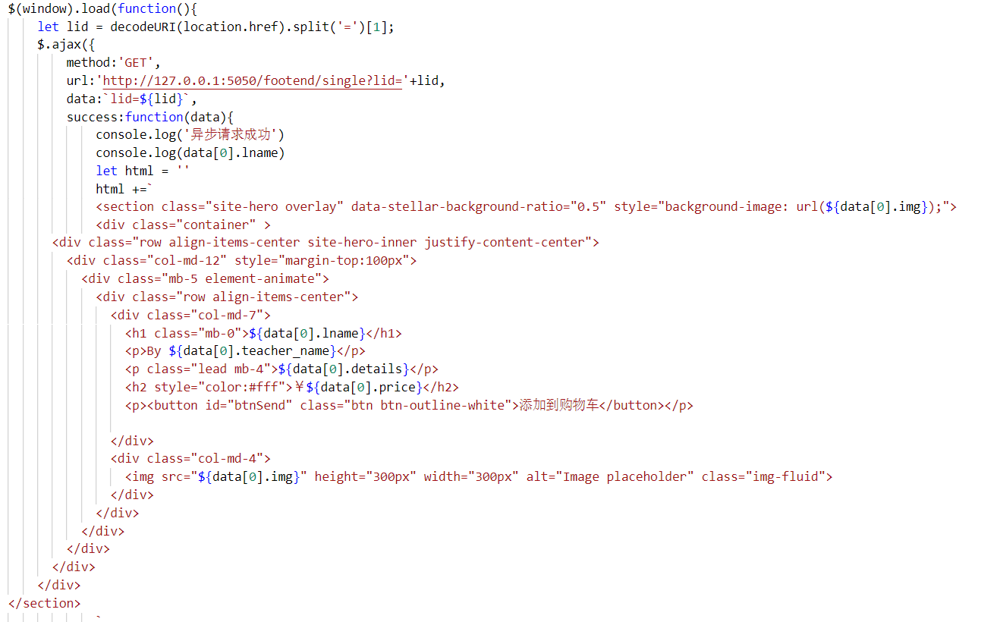 $(window).load(function(){
let lid = decodeURI(location.href).split('=')[1];
$.ajax({
method:'GET',
url:'http://127.0.0.1:5050/footend/single?lid='+lid,
data:`lid=${lid}`,
success:function(data){
console.log('异步请求成功')
console.log(data[0].lname)
let html = ''
html +=`
<section class="site-hero overlay" data-stellar-background-ratio="0.5" style="background-image: url(${data[0].img});">
<div class="container" >
<div class="row align-items-center site-hero-inner justify-content-center">
<div class="col-md-12" style="margin-top:100px">
<div class="mb-5 element-animate">
<div class="row align-items-center">
<div class="col-md-7">
<h1 class="mb-0">${data[0].lname}</h1>
<p>By ${data[0].teacher_name}</p>
<p class="lead mb-4">${data[0].details}</p>
<h2 style="color:#fff">￥${data[0].price}</h2>
<p><button id="btnSend" class="btn btn-outline-white">添加到购物车</button></p>
</div>
<div class="col-md-4">
<img src="${data[0].img}" height="300px" width="300px" alt="Image placeholder" class="img-fluid">
</div>
</div>
</div>
</div>
</div>
</div>
</section>
`